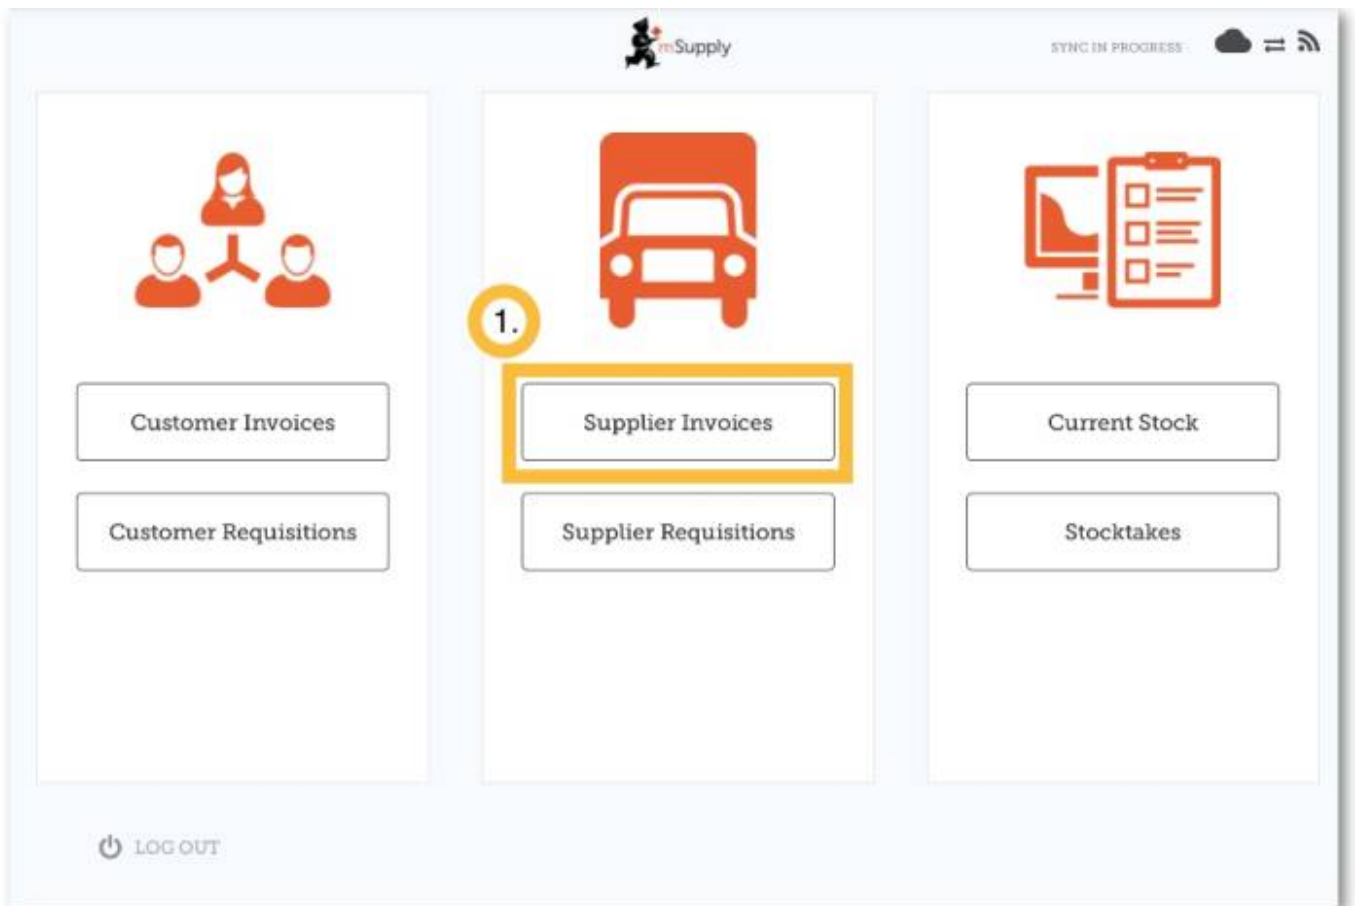 mSupply
SYNC IN PROGRESS
1.
Customer Invoices
Supplier Invoices
Current Stock
Customer Requisitions
Supplier Requisitions
Stocktakes
LOG OUT